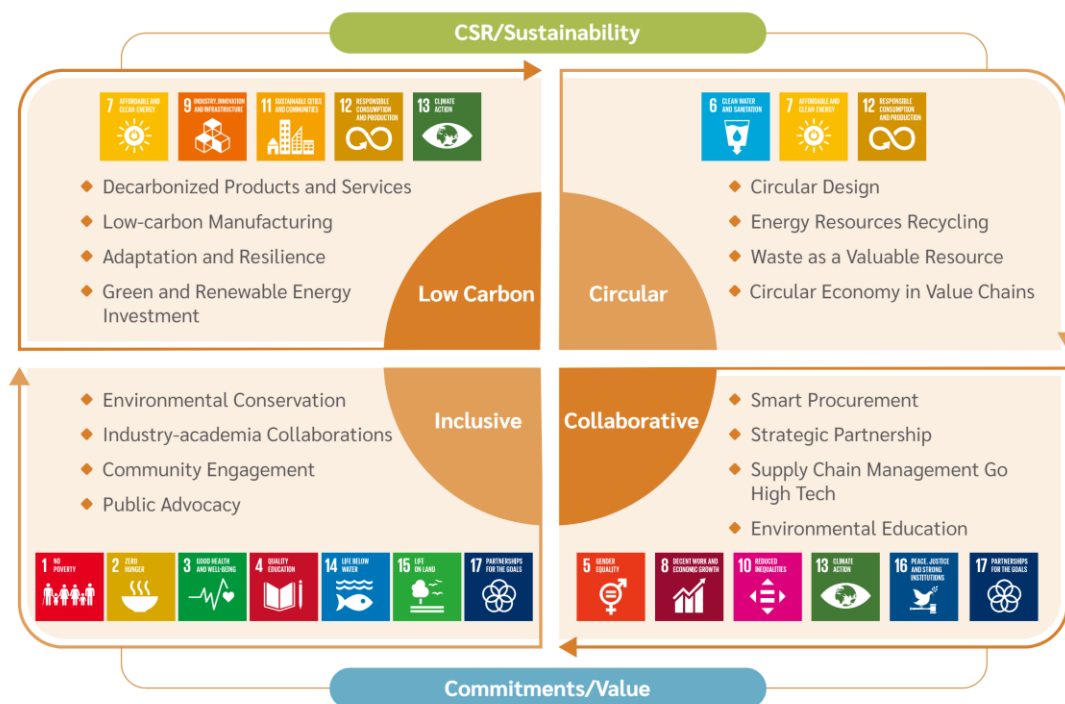 CSR/Sustainability
7 AFFORDABLE AND
CLEAN ENERGY
9 INDUSTRY, INNOVATION
AND INFRASTRUCTURE
11 SUSTAINABLE CITIES
AND COMMUNITIES
12 RESPONSIBLE
CONSUMPTION
AND PRODUCTION
13 CLIMATE
ACTION
Decarbonized Products and Services
Low-carbon Manufacturing
Adaptation and Resilience
Green and Renewable Energy
Investment
Low Carbon
6 CLEAN WATER
AND SANITATION
7 AFFORDABLE AND
CLEAN ENERGY
12 RESPONSIBLE
CONSUMPTION
AND PRODUCTION
Circular Design
Energy Resources Recycling
Waste as a Valuable Resource
Circular Economy in Value Chains
Circular
Environmental Conservation
Industry-academia Collaborations
Community Engagement
Public Advocacy
Inclusive
1 NO
POVERTY
2 ZERO
HUNGER
3 GOOD HEALTH
AND WELL-BEING
4 QUALITY
EDUCATION
14 LIFE BELOW
WATER
15 LIFE
ON LAND
17 PARTNERSHIPS
FOR THE GOALS
Collaborative
Smart Procurement
Strategic Partnership
Supply Chain Management Go
High Tech
Environmental Education
5 GENDER
EQUALITY
8 DECENT WORK AND
ECONOMIC GROWTH
10 REDUCED
INEQUALITIES
13 CLIMATE
ACTION
16 PEACE, JUSTICE
AND STRONG
INSTITUTIONS
17 PARTNERSHIPS
FOR THE GOALS
Commitments/Value